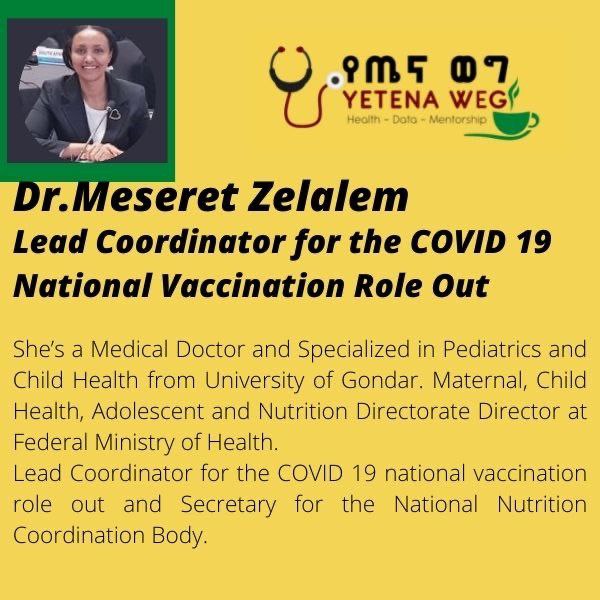 የጤና ወግ
YETENA WEG
Health – Data – Mentorship
Dr.Meseret Zelalem
Lead Coordinator for the COVID 19
National Vaccination Role Out
She’s a Medical Doctor and Specialized in Pediatrics and
Child Health from University of Gondar. Maternal, Child
Health, Adolescent and Nutrition Directorate Director at
Federal Ministry of Health.
Lead Coordinator for the COVID 19 national vaccination
role out and Secretary for the National Nutrition
Coordination Body.